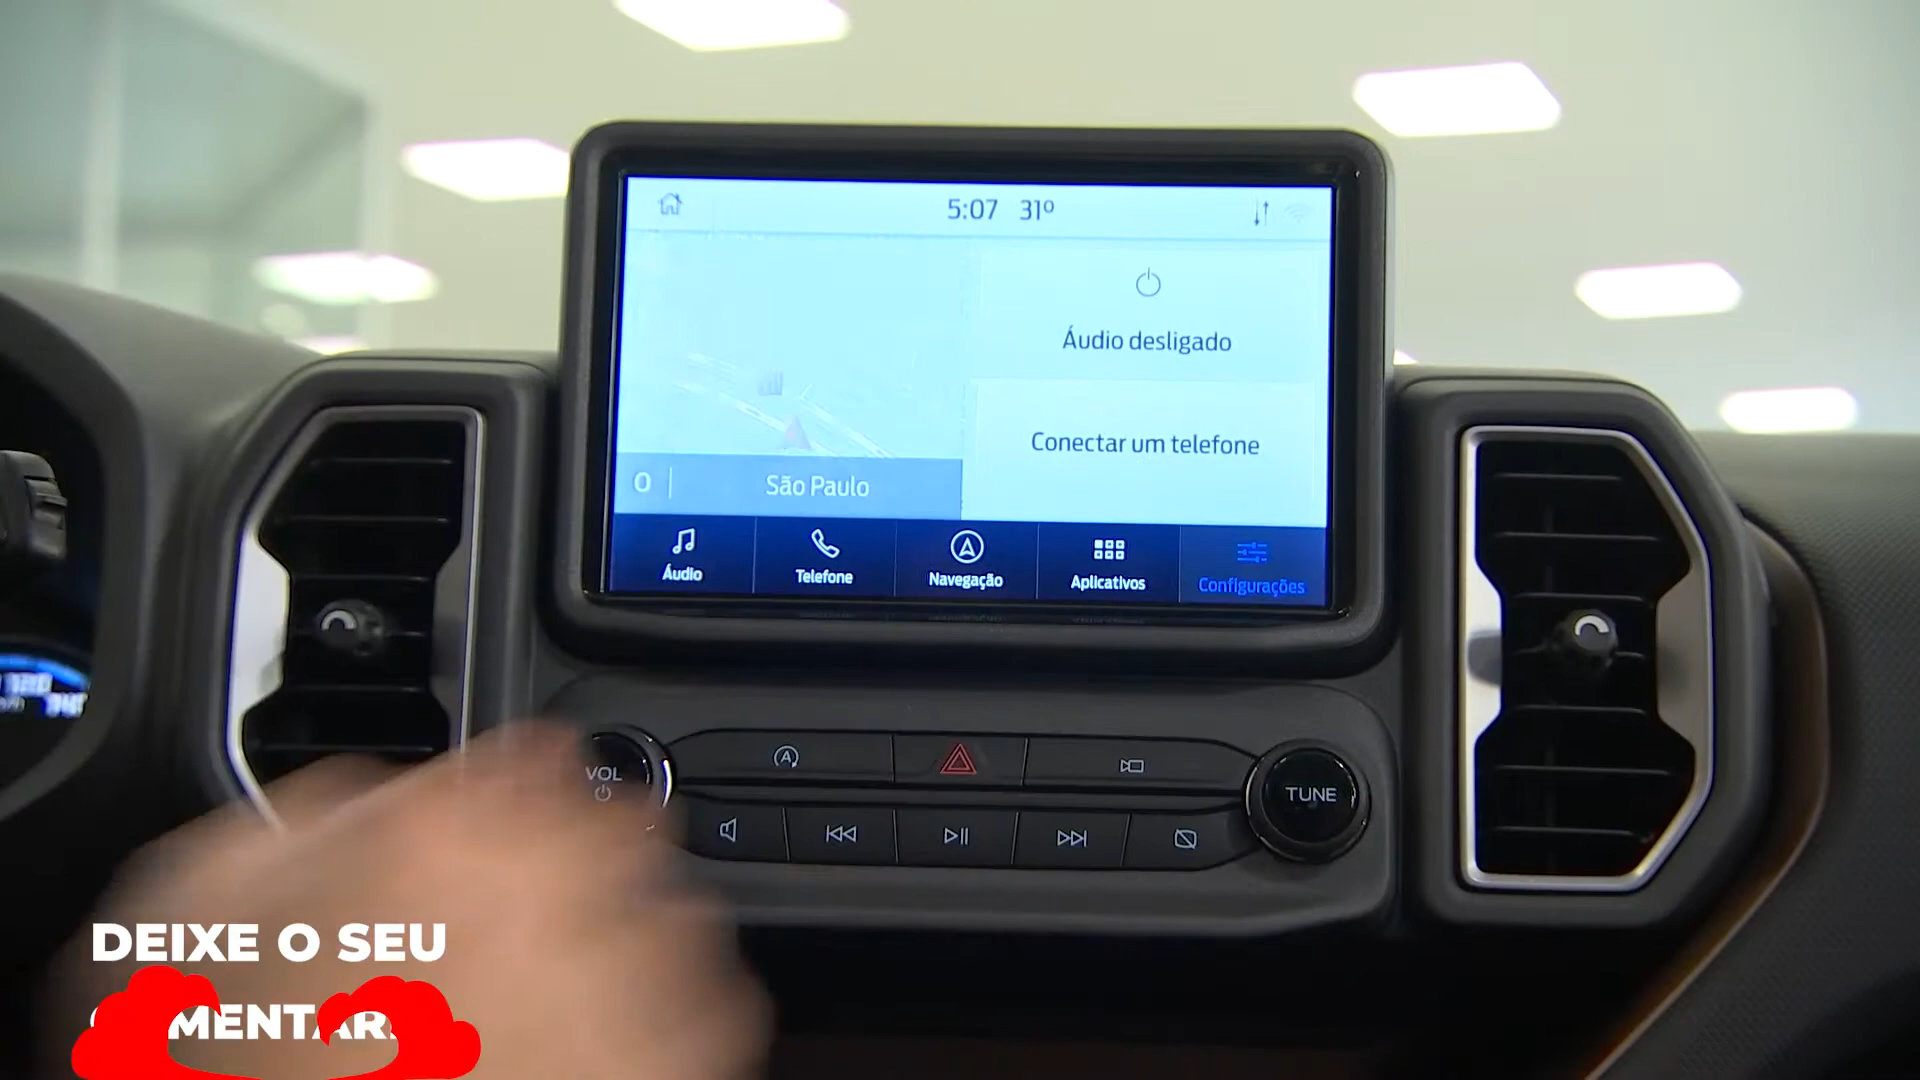 5:07 31º
Áudio desligado
Conectar um telefone
0 São Paulo
Áudio
Telefone
Navegação
Aplicativos
Configurações
VOL
TUNE
DEIXE O SEU